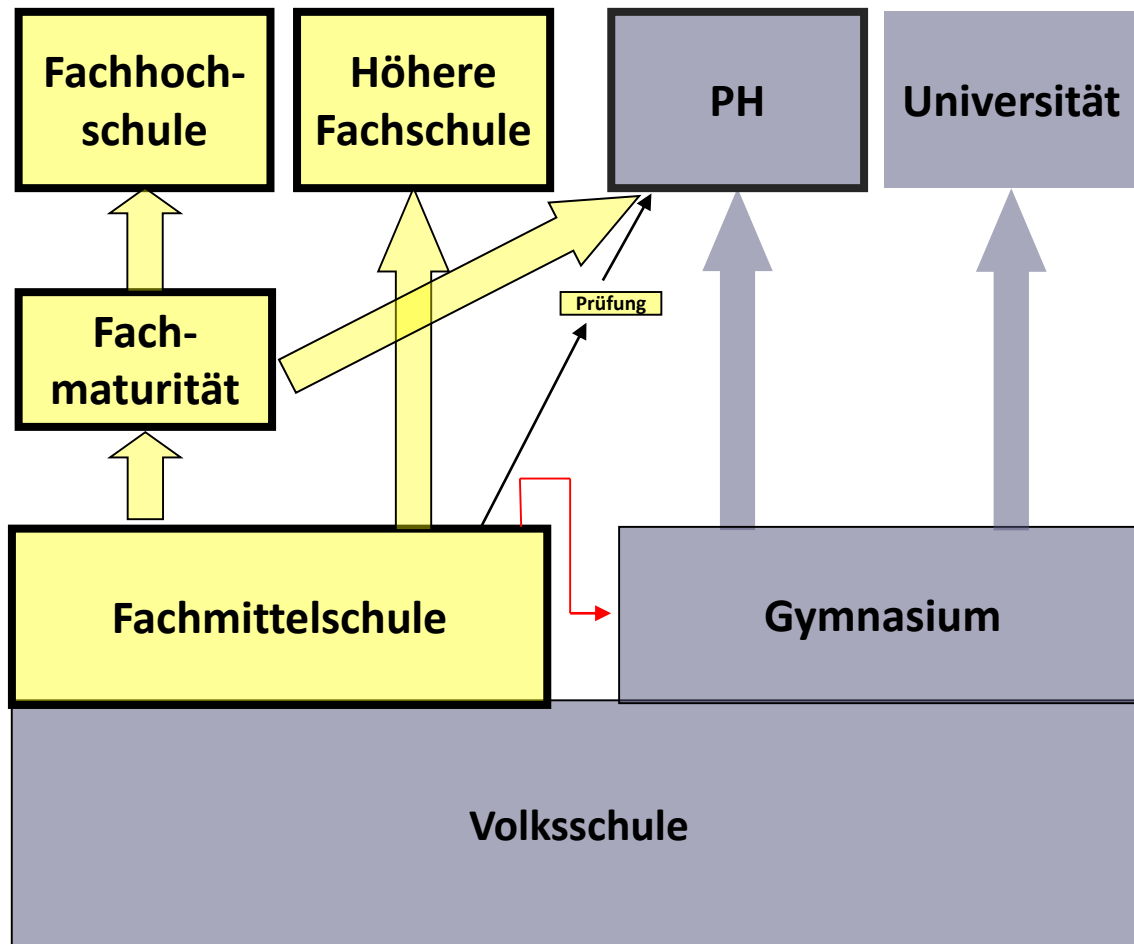 Fachhoch-
schule
Höhere
Fachschule
PH
Universität
Prüfung
Fach-
maturität
Fachmittelschule
Gymnasium
Volksschule